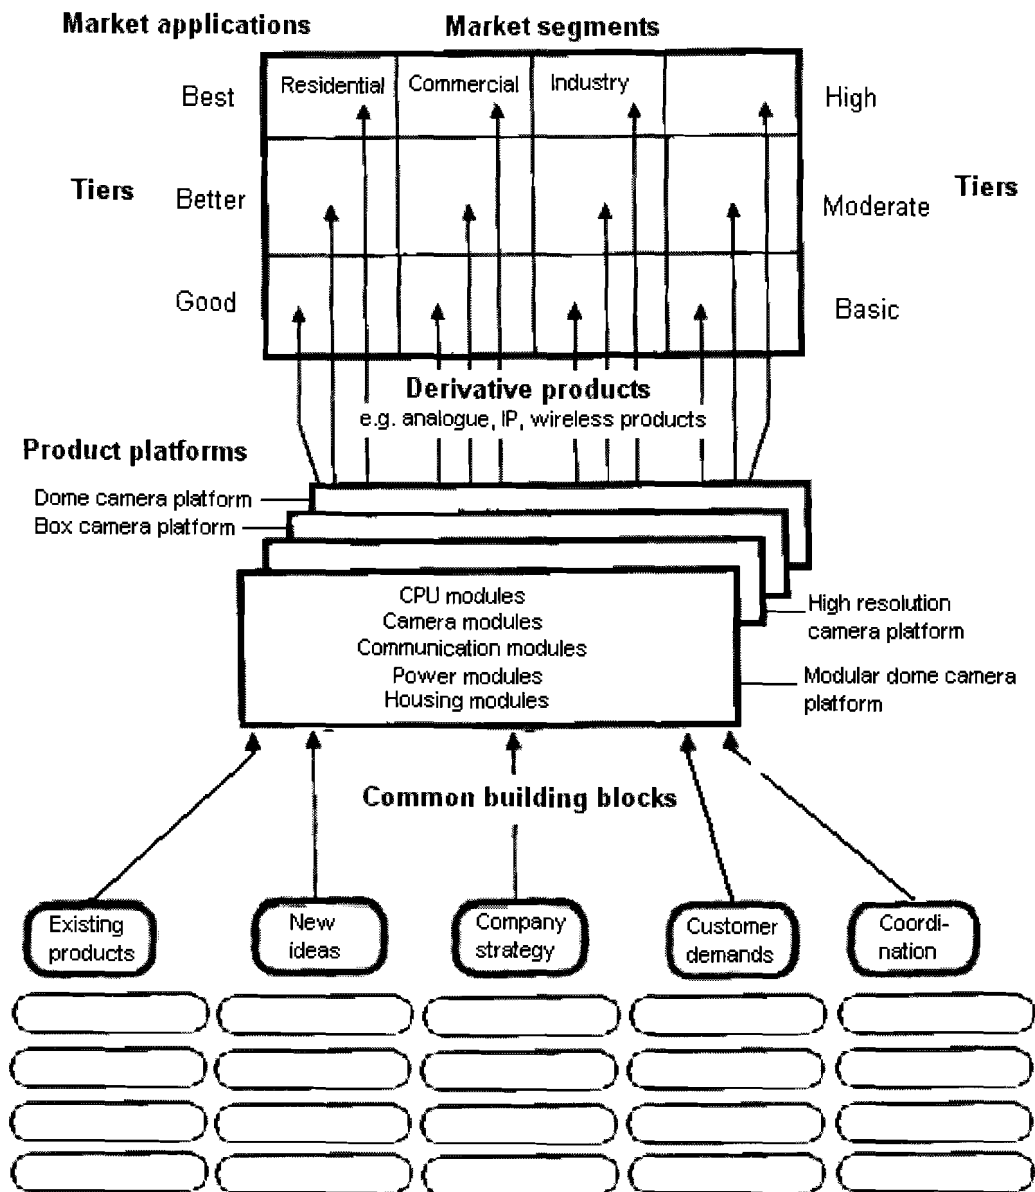 Market applications
Market segments
Best
Residential
Commercial
Industry
High
Tiers
Better
Moderate
Tiers
Good
Basic
Derivative products
e.g. analogue, IP, wireless products
Product platforms
Dome camera platform
Box camera platform
CPU modules
Camera modules
Communication modules
Power modules
Housing modules
High resolution
camera platform
Modular dome camera
platform
Common building blocks
Existing
products
New
ideas
Company
strategy
Customer
demands
Coordi-
nation